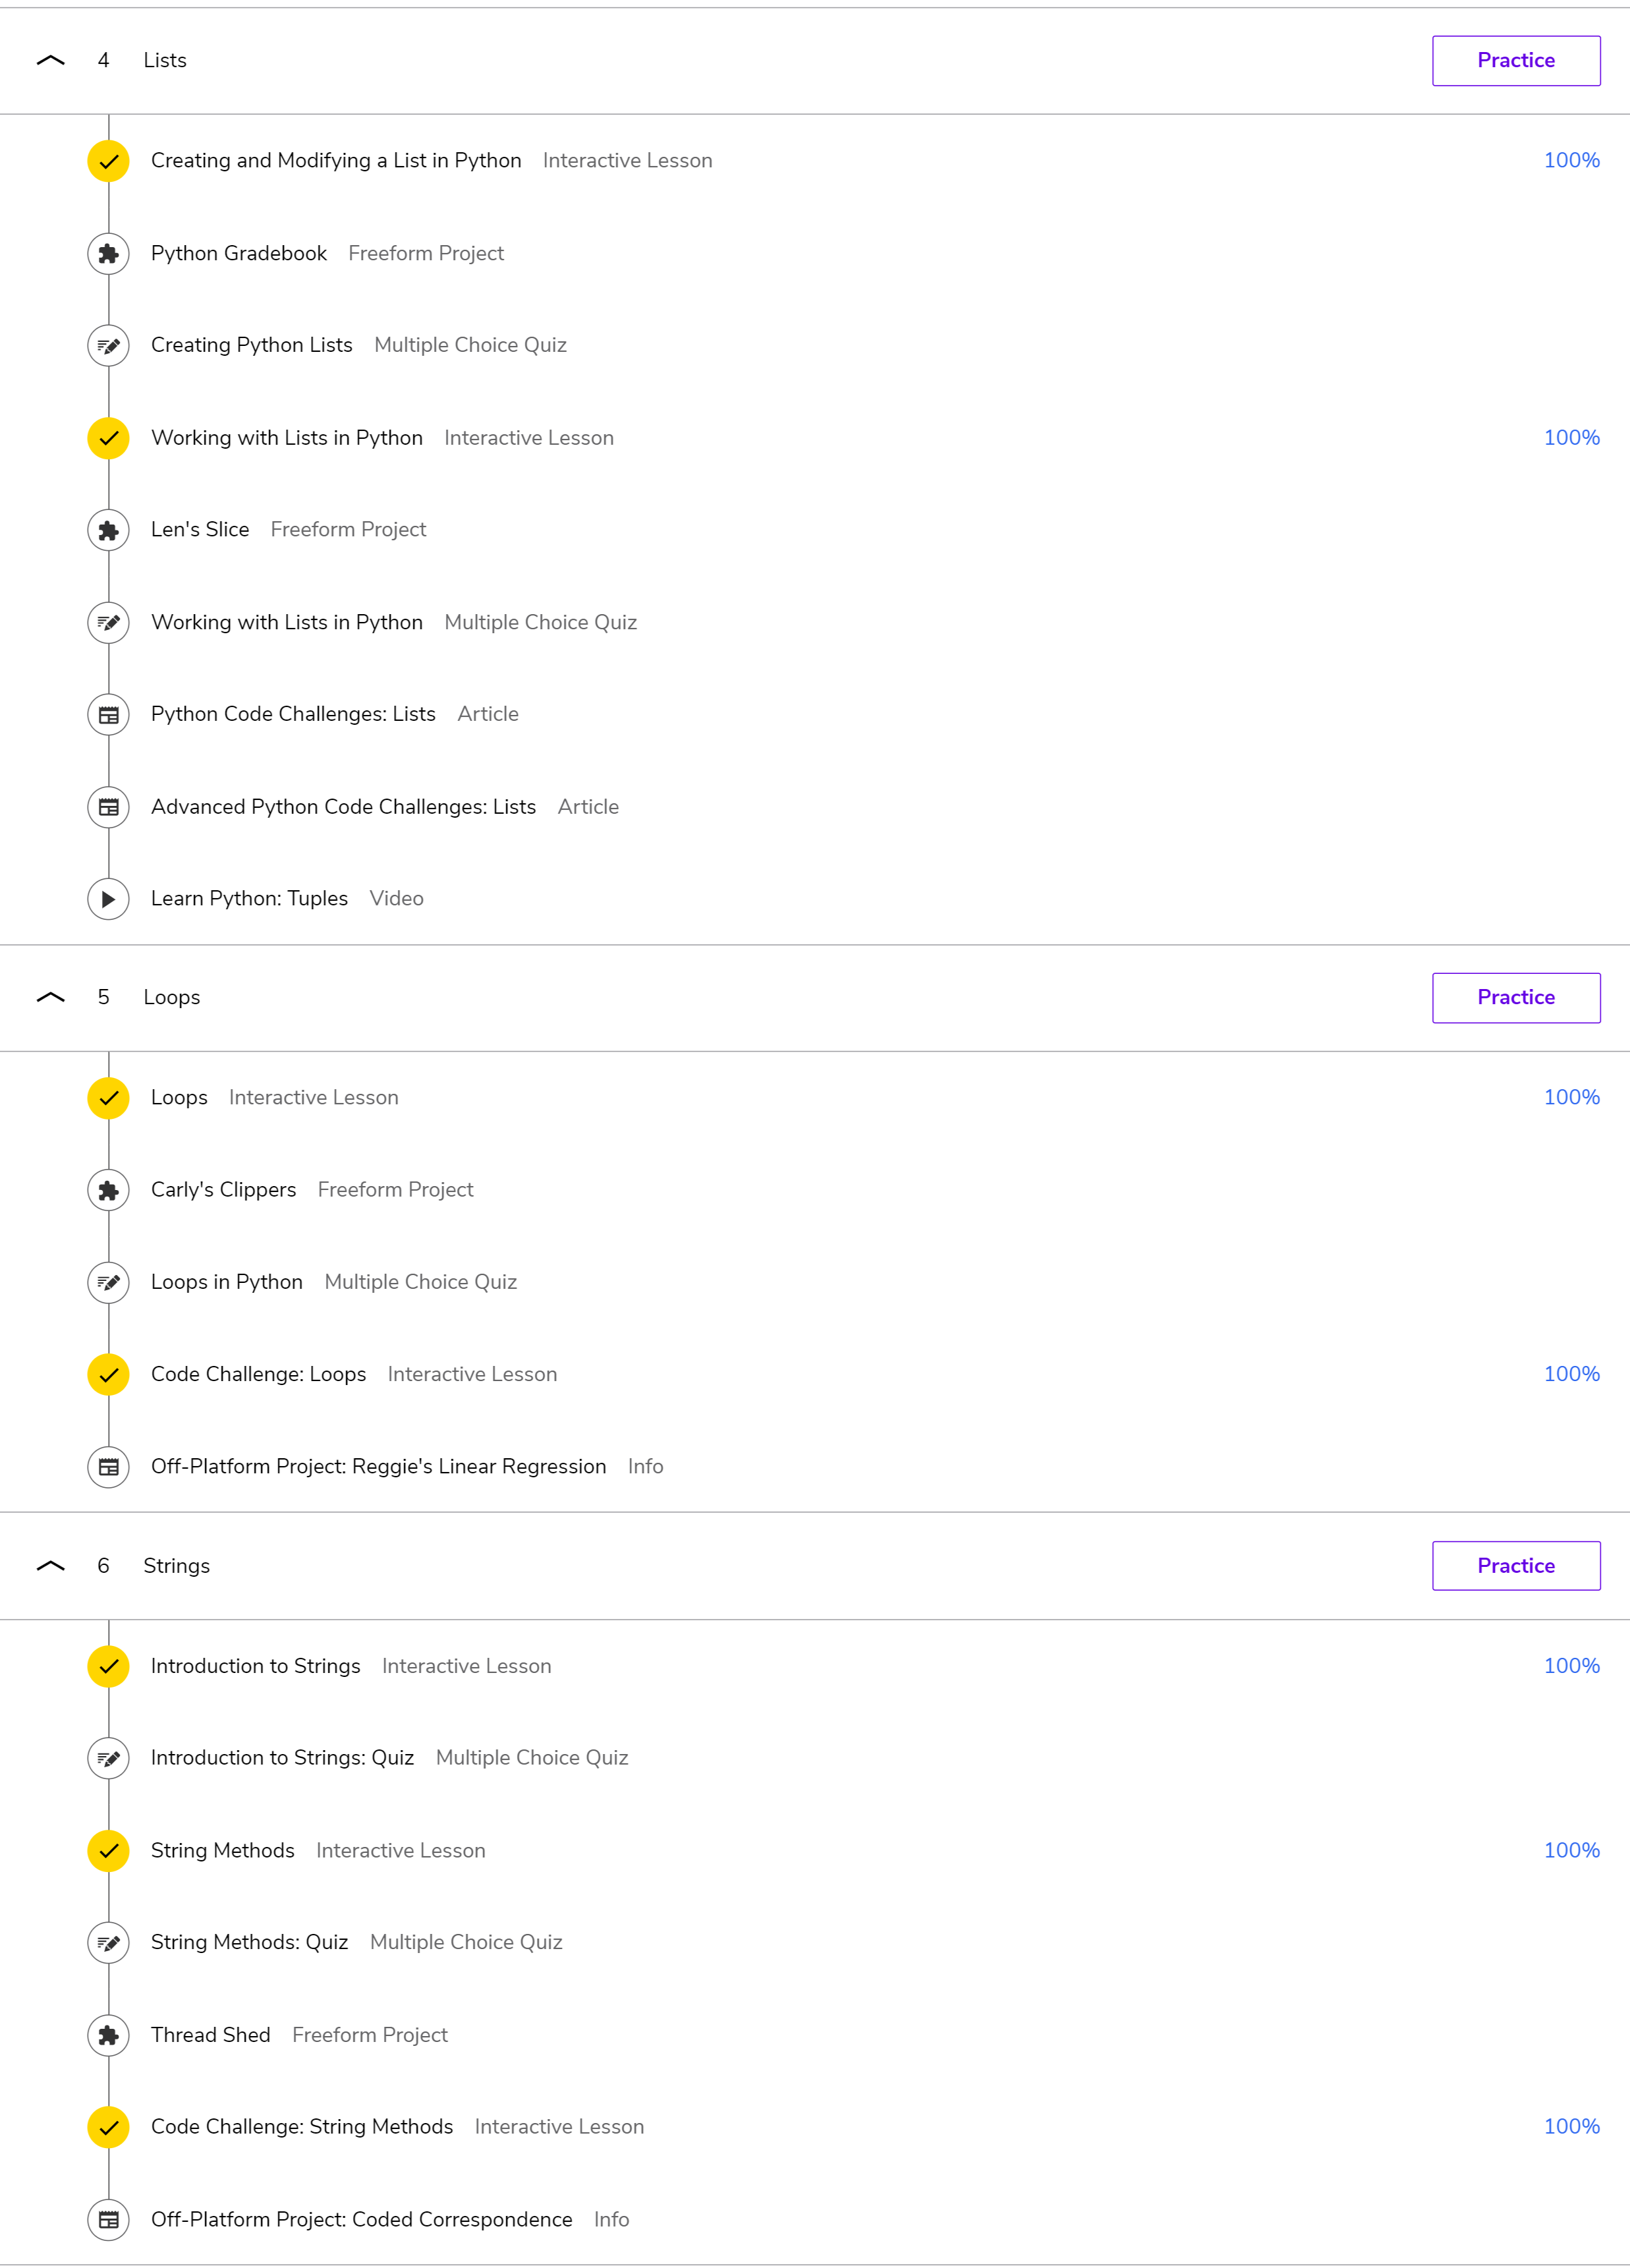 4 Lists Practice
Creating and Modifying a List in Python Interactive Lesson 100%
Python Gradebook Freeform Project
Creating Python Lists Multiple Choice Quiz
Working with Lists in Python Interactive Lesson 100%
Len's Slice Freeform Project
Working with Lists in Python Multiple Choice Quiz
Python Code Challenges: Lists Article
Advanced Python Code Challenges: Lists Article
Learn Python: Tuples Video
5 Loops Practice
Loops Interactive Lesson 100%
Carly's Clippers Freeform Project
Loops in Python Multiple Choice Quiz
Code Challenge: Loops Interactive Lesson 100%
Off-Platform Project: Reggie's Linear Regression Info
6 Strings Practice
Introduction to Strings Interactive Lesson 100%
Introduction to Strings: Quiz Multiple Choice Quiz
String Methods Interactive Lesson 100%
String Methods: Quiz Multiple Choice Quiz
Thread Shed Freeform Project
Code Challenge: String Methods Interactive Lesson 100%
Off-Platform Project: Coded Correspondence Info